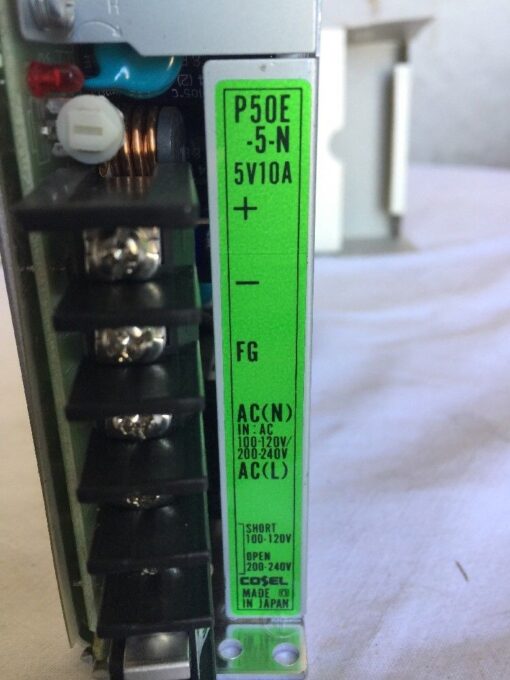 P50E
-5-N
5V10A
+
−
FG
AC(N)
IN:AC
100-120V/
200-240V
AC(L)
SHORT
100-120V
OPEN
200-240V
COSEL
MADE
IN JAPAN